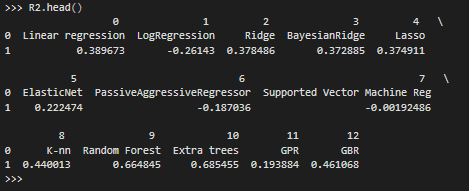 >>> R2.head()
0 1 2 3 4 \
0 Linear regression LogRegression Ridge BayesianRidge Lasso
1 0.389673 -0.26143 0.378486 0.372885 0.374911
5 6 7 \
0 ElasticNet PassiveAggressiveRegressor Supported Vector Machine Reg
1 0.222474 -0.187036 -0.00192486
8 9 10 11 12
0 K-nn Random Forest Extra trees GPR GBR
1 0.440013 0.664845 0.685455 0.193884 0.461068
>>>